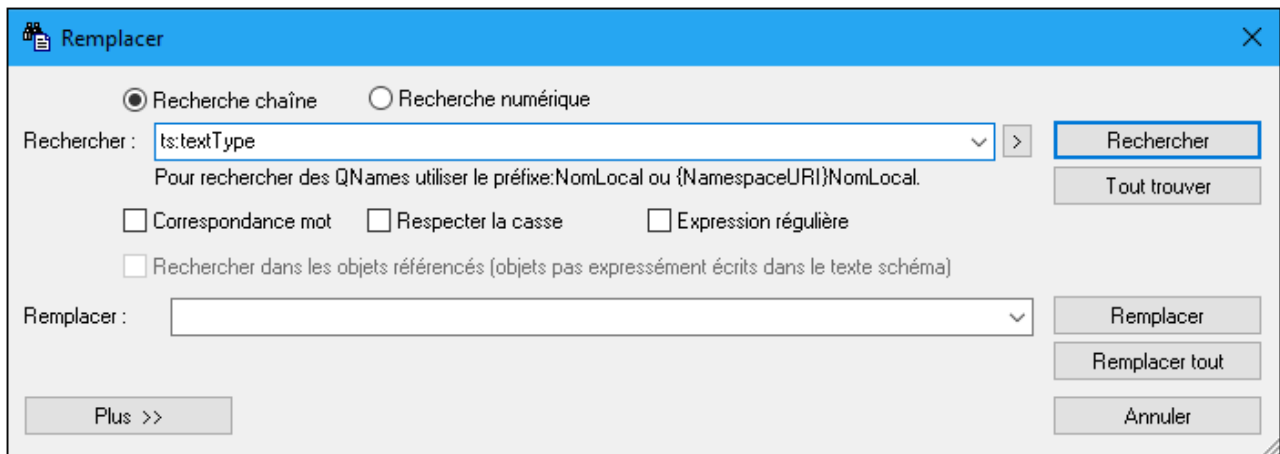 Remplacer
Recherche chaîne Recherche numérique
Rechercher : ts:textType > Rechercher
Pour rechercher des QNames utiliser le préfixe:NomLocal ou {NamespaceURI}NomLocal.
Tout trouver
Correspondance mot Respecter la casse Expression régulière
Rechercher dans les objets référencés (objets pas expressément écrits dans le texte schéma)
Remplacer : Remplacer
Remplacer tout
Plus >> Annuler